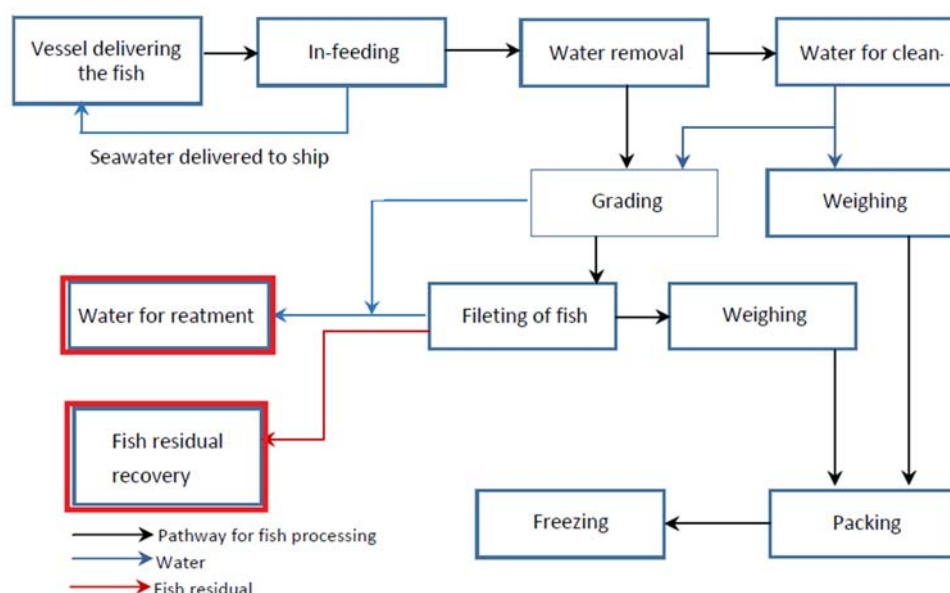 Vessel delivering
the fish
In-feeding
Water removal
Water for clean-
Seawater delivered to ship
Grading
Weighing
Water for reatment
Fileting of fish
Weighing
Fish residual
recovery
Freezing
Packing
Pathway for fish processing
Water
Fish residual